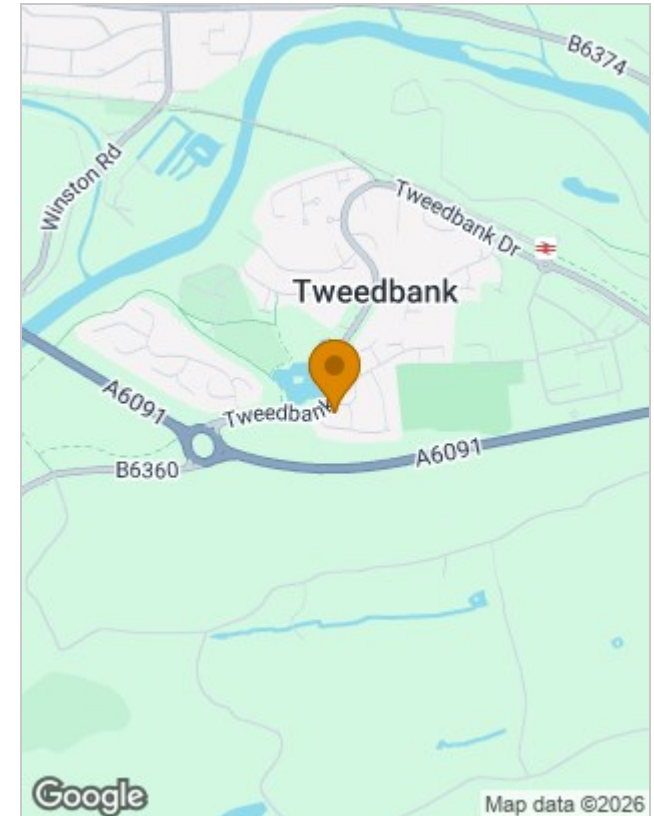 B6374
Winston Rd
Tweedbank Dr
Tweedbank
A6091
Tweedbank
B6360
A6091
Google
Map data ©2026